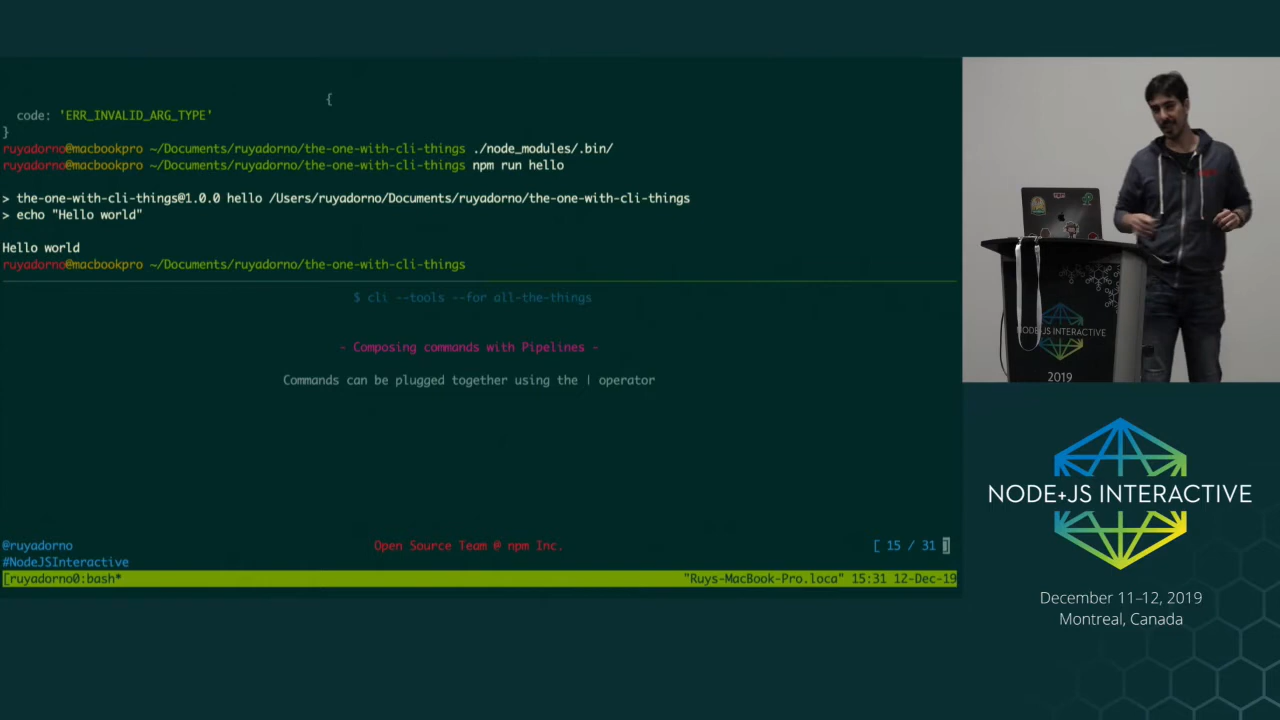 {
code: 'ERR_INVALID_ARG_TYPE'
}
ruyadorno@macbookpro ~/Documents/ruyadorno/the-one-with-cli-things ./node_modules/.bin/
ruyadorno@macbookpro ~/Documents/ruyadorno/the-one-with-cli-things npm run hello
> the-one-with-cli-things@1.0.0 hello /Users/ruyadorno/Documents/ruyadorno/the-one-with-cli-things
> echo "Hello world"
Hello world
ruyadorno@macbookpro ~/Documents/ruyadorno/the-one-with-cli-things
$ cli --tools --for all-the-things
~ Composing commands with Pipelines ~
Commands can be plugged together using the | operator
@ruyadorno
Open Source Team @ npm Inc.
[ 15 / 31 ]
#NodeJSInteractive
[ruyadorno0:bash* "Ruys-MacBook-Pro.loca" 15:31 12-Dec-19
NODE+JS INTERACTIVE
2019
NODE+JS INTERACTIVE
December 11–12, 2019
Montreal, Canada